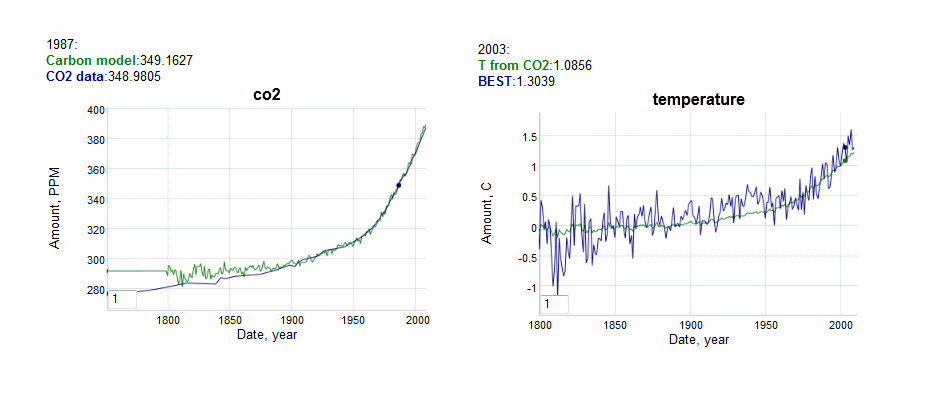 1987:
Carbon model:349.1627
CO2 data:348.9805
co2
Amount, PPM
400
380
360
340
320
300
280
1
1800
1850
1900
1950
2000
Date, year
2003:
T from CO2:1.0856
BEST:1.3039
temperature
Amount, C
1.5
1
0.5
0
-0.5
-1
1
1800
1850
1900
1950
2000
Date, year